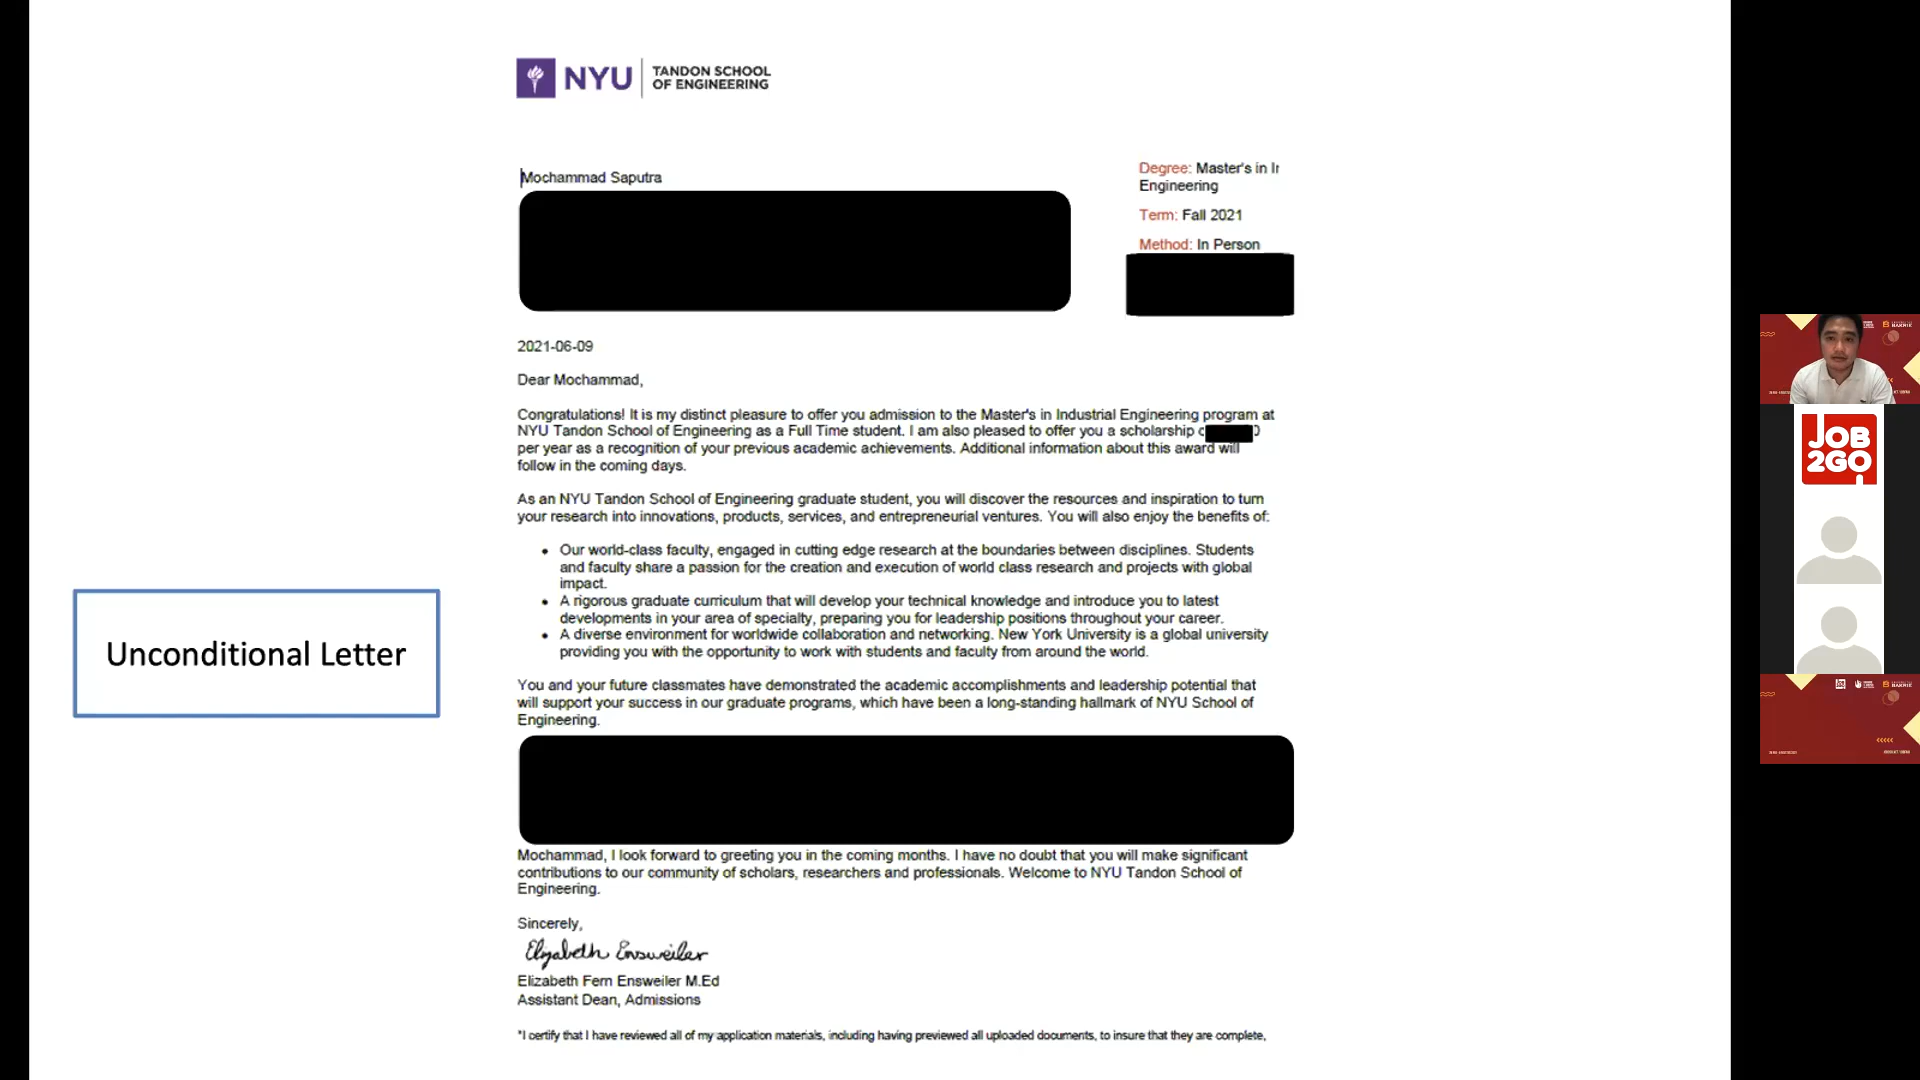 NYU
TANDON SCHOOL
OF ENGINEERING
Mochammad Saputra
Degree: Master's in
Engineering
Term: Fall 2021
Method: In Person
2021-06-09
Dear Mochammad,
Congratulations! It is my distinct pleasure to offer you admission to the Master's in Industrial Engineering program at
NYU Tandon School of Engineering as a Full Time student. I am also pleased to offer you a scholarship
per year as a recognition of your previous academic achievements. Additional information about this award will
follow in the coming days.
As an NYU Tandon School of Engineering graduate student, you will discover the resources and inspiration to turn
your research into innovations, products, services, and entrepreneurial ventures. You will also enjoy the benefits of:
• Our world-class faculty, engaged in cutting edge research at the boundaries between disciplines. Students
and faculty share a passion for the creation and execution of world class research and projects with global
impact.
• A rigorous graduate curriculum that will develop your technical knowledge and introduce you to latest
developments in your area of specialty, preparing you for leadership positions throughout your career.
• A diverse environment for worldwide collaboration and networking. New York University is a global university
providing you with the opportunity to work with students and faculty from around the world.
Unconditional Letter
You and your future classmates have demonstrated the academic accomplishments and leadership potential that
will support your success in our graduate programs, which have been a long-standing hallmark of NYU School of
Engineering.
Mochammad, I look forward to greeting you in the coming months. I have no doubt that you will make significant
contributions to our community of scholars, researchers and professionals. Welcome to NYU Tandon School of
Engineering.
Sincerely,
Elizabeth Ensweiler
Elizabeth Fern Ensweiler M.Ed
Assistant Dean, Admissions
*I certify that I have reviewed all of my application materials, including having previewed all uploaded documents, to insure that they are complete,
JOB
2GO